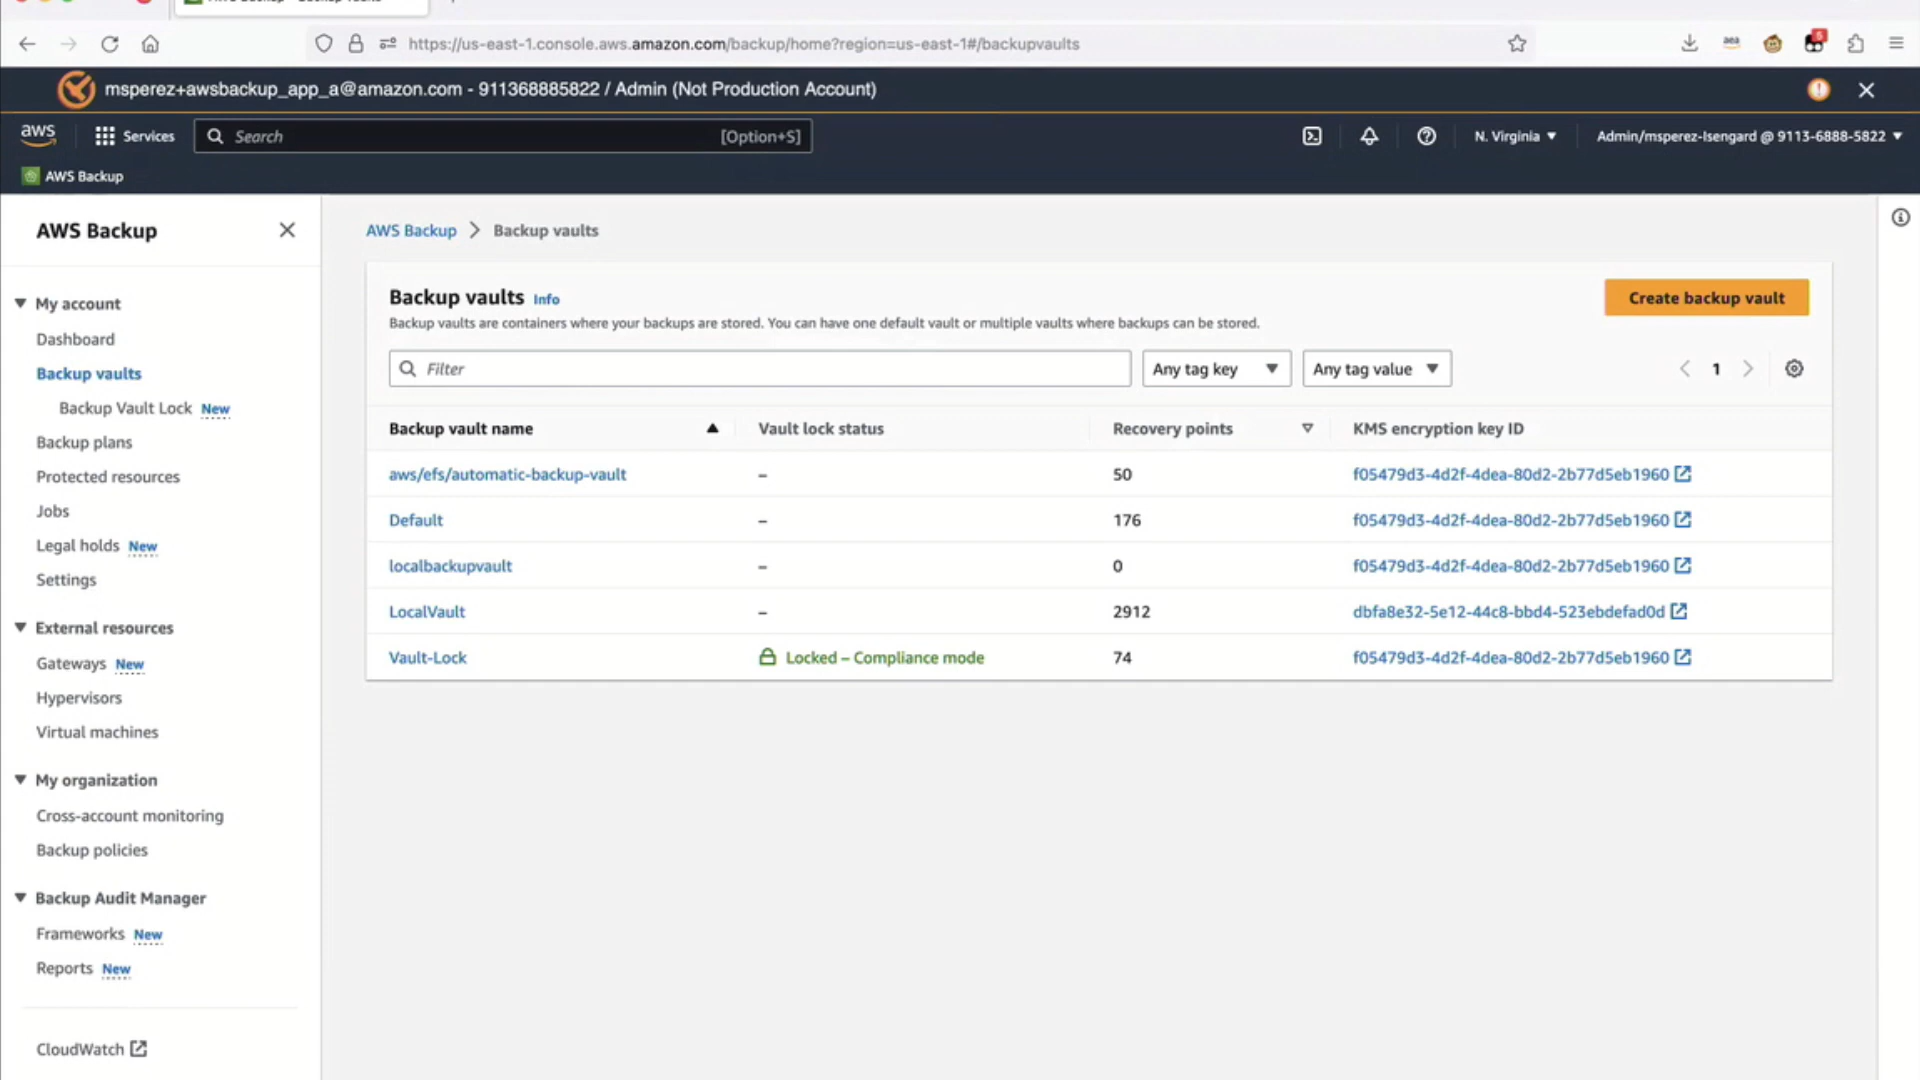 https://us-east-1.console.aws.amazon.com/backup/home?region=us-east-1#/backupvaults
msperez+awsbackup_app_a@amazon.com - 911368885822 / Admin (Not Production Account)
aws Services Search [Option+S] N. Virginia Admin/msperez-Isengard @ 9113-6888-5822
AWS Backup
AWS Backup
My account
Dashboard
Backup vaults
Backup Vault Lock New
Backup plans
Protected resources
Jobs
Legal holds New
Settings
External resources
Gateways New
Hypervisors
Virtual machines
My organization
Cross-account monitoring
Backup policies
Backup Audit Manager
Frameworks New
Reports New
CloudWatch
AWS Backup > Backup vaults
Backup vaults Info
Create backup vault
Backup vaults are containers where your backups are stored. You can have one default vault or multiple vaults where backups can be stored.
Filter Any tag key Any tag value 1
Backup vault name Vault lock status Recovery points KMS encryption key ID
aws/efs/automatic-backup-vault – 50 f05479d3-4d2f-4dea-80d2-2b77d5eb1960
Default – 176 f05479d3-4d2f-4dea-80d2-2b77d5eb1960
localbackupvault – 0 f05479d3-4d2f-4dea-80d2-2b77d5eb1960
LocalVault – 2912 dbfa8e32-5e12-44c8-bbd4-523ebdefad0d
Vault-Lock Locked – Compliance mode 74 f05479d3-4d2f-4dea-80d2-2b77d5eb1960